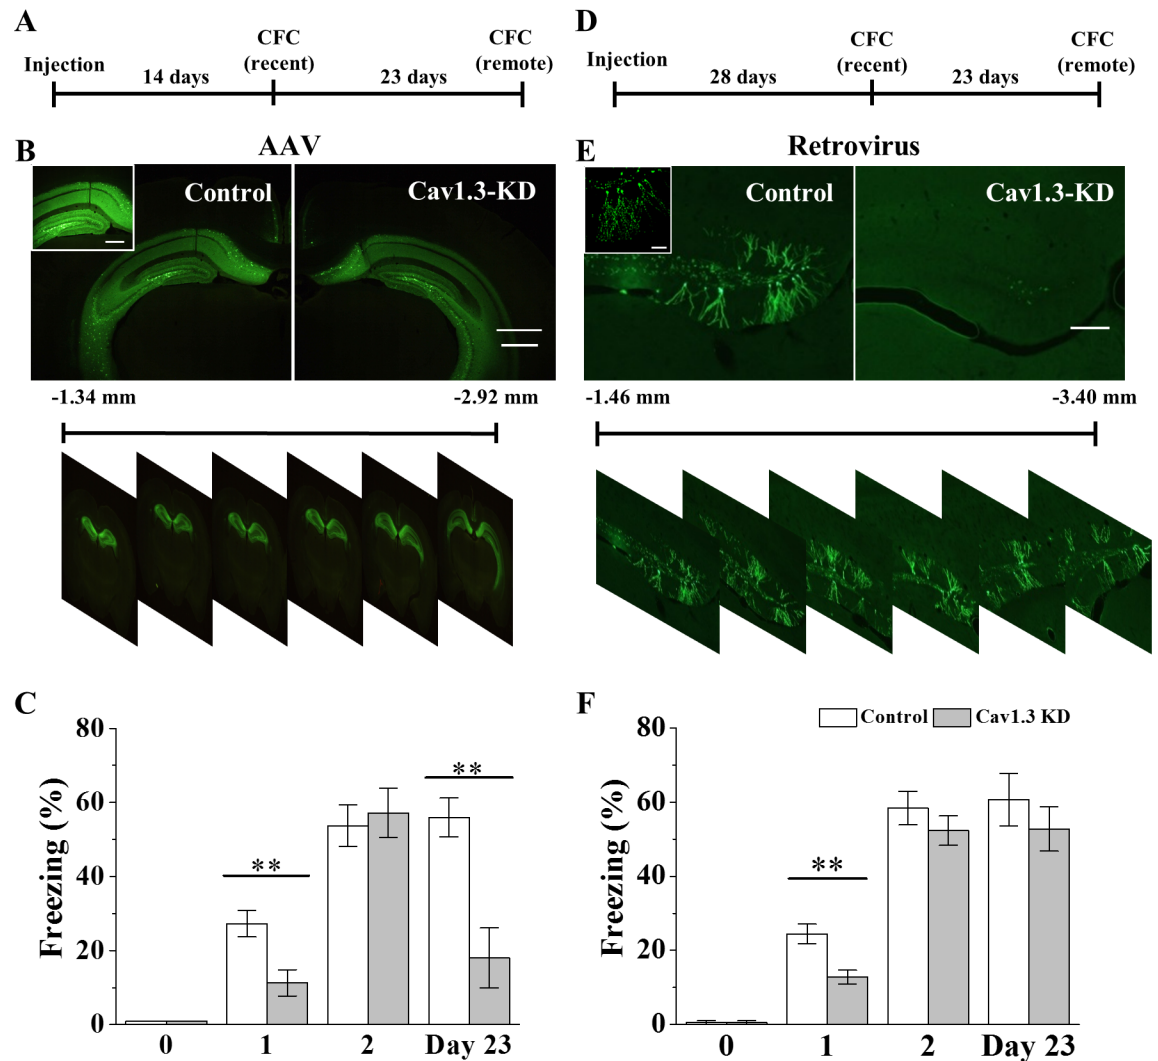 A
Injection
14 days
CFC
(recent)
23 days
CFC
(remote)
D
Injection
28 days
CFC
(recent)
23 days
CFC
(remote)
B
AAV
Control
Cav1.3-KD
-1.34 mm
-2.92 mm
E
Retrovirus
Control
Cav1.3-KD
-1.46 mm
-3.40 mm
C
Freezing (%)
80
60
40
20
0
**
**
0 1 2 Day 23
F
Control Cav1.3 KD
Freezing (%)
80
60
40
20
0
**
0 1 2 Day 23